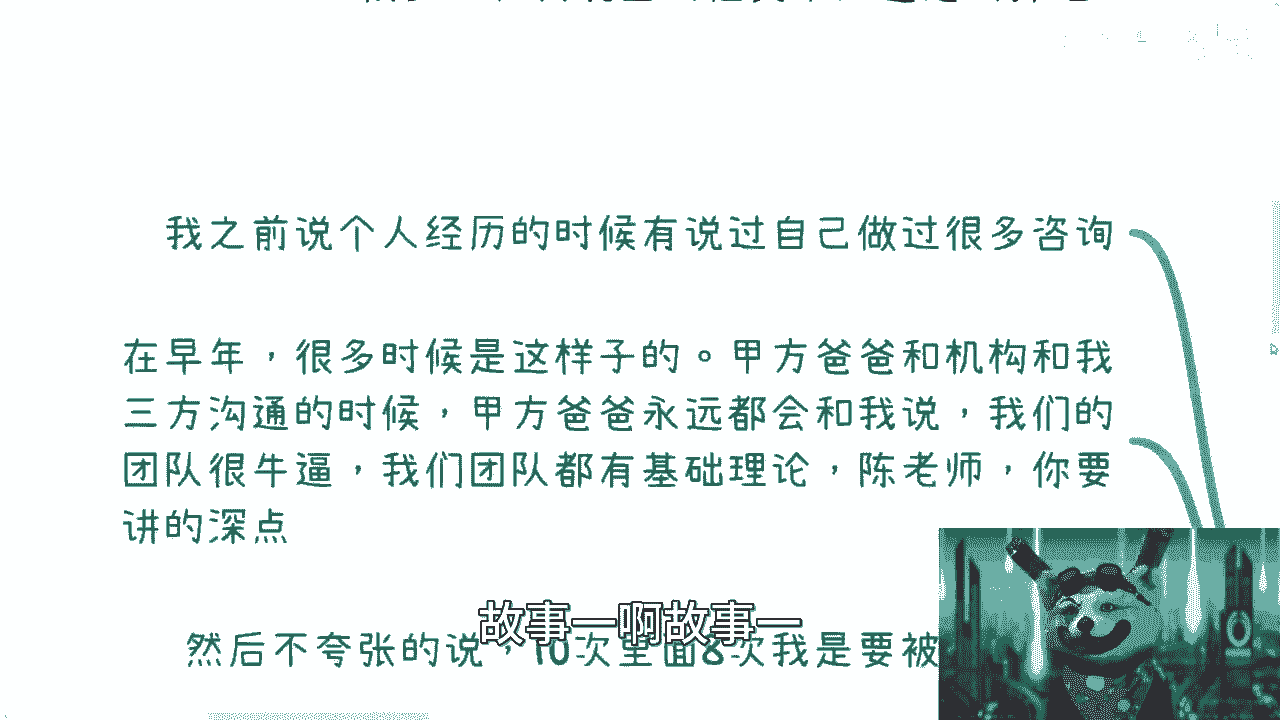 我之前说个人经历的时候有说过自己做过很多咨询
在早年，很多时候是这样子的。甲方爸爸和机构和我
三方沟通的时候，甲方爸爸永远都会和我说，我们的
团队很牛逼，我们团队都有基础理论，陈老师，你要
讲的深点
故事一啊故事一
然后不夸张的说，10次里面8次我是要被